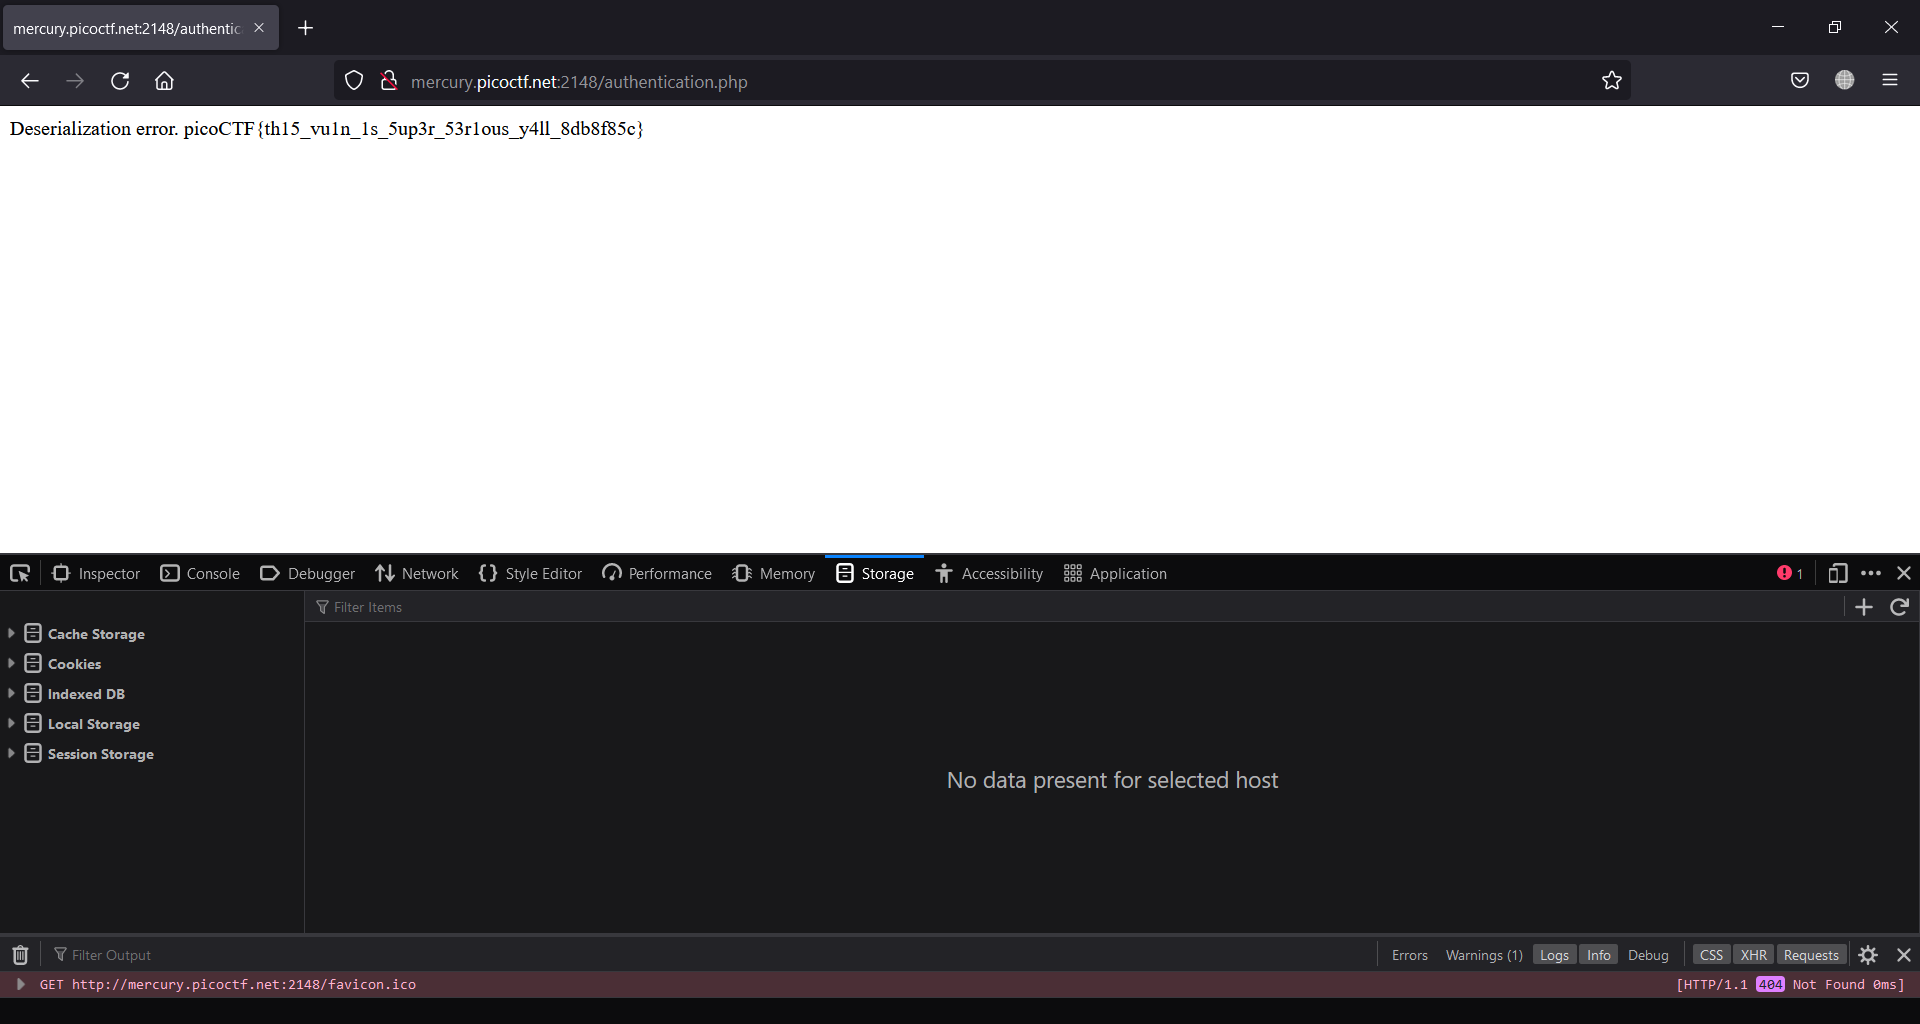 mercury.picoctf.net:2148/authentic
mercury.picoctf.net:2148/authentication.php
Deserialization error. picoCTF{th15_vu1n_1s_5up3r_53r1ous_y4ll_8db8f85c}
Inspector Console Debugger Network Style Editor Performance Memory Storage Accessibility Application 1
Filter Items
Cache Storage
Cookies
Indexed DB
Local Storage
Session Storage
No data present for selected host
Filter Output Errors Warnings (1) Logs Info Debug CSS XHR Requests
GET http://mercury.picoctf.net:2148/favicon.ico [HTTP/1.1 404 Not Found 0ms]